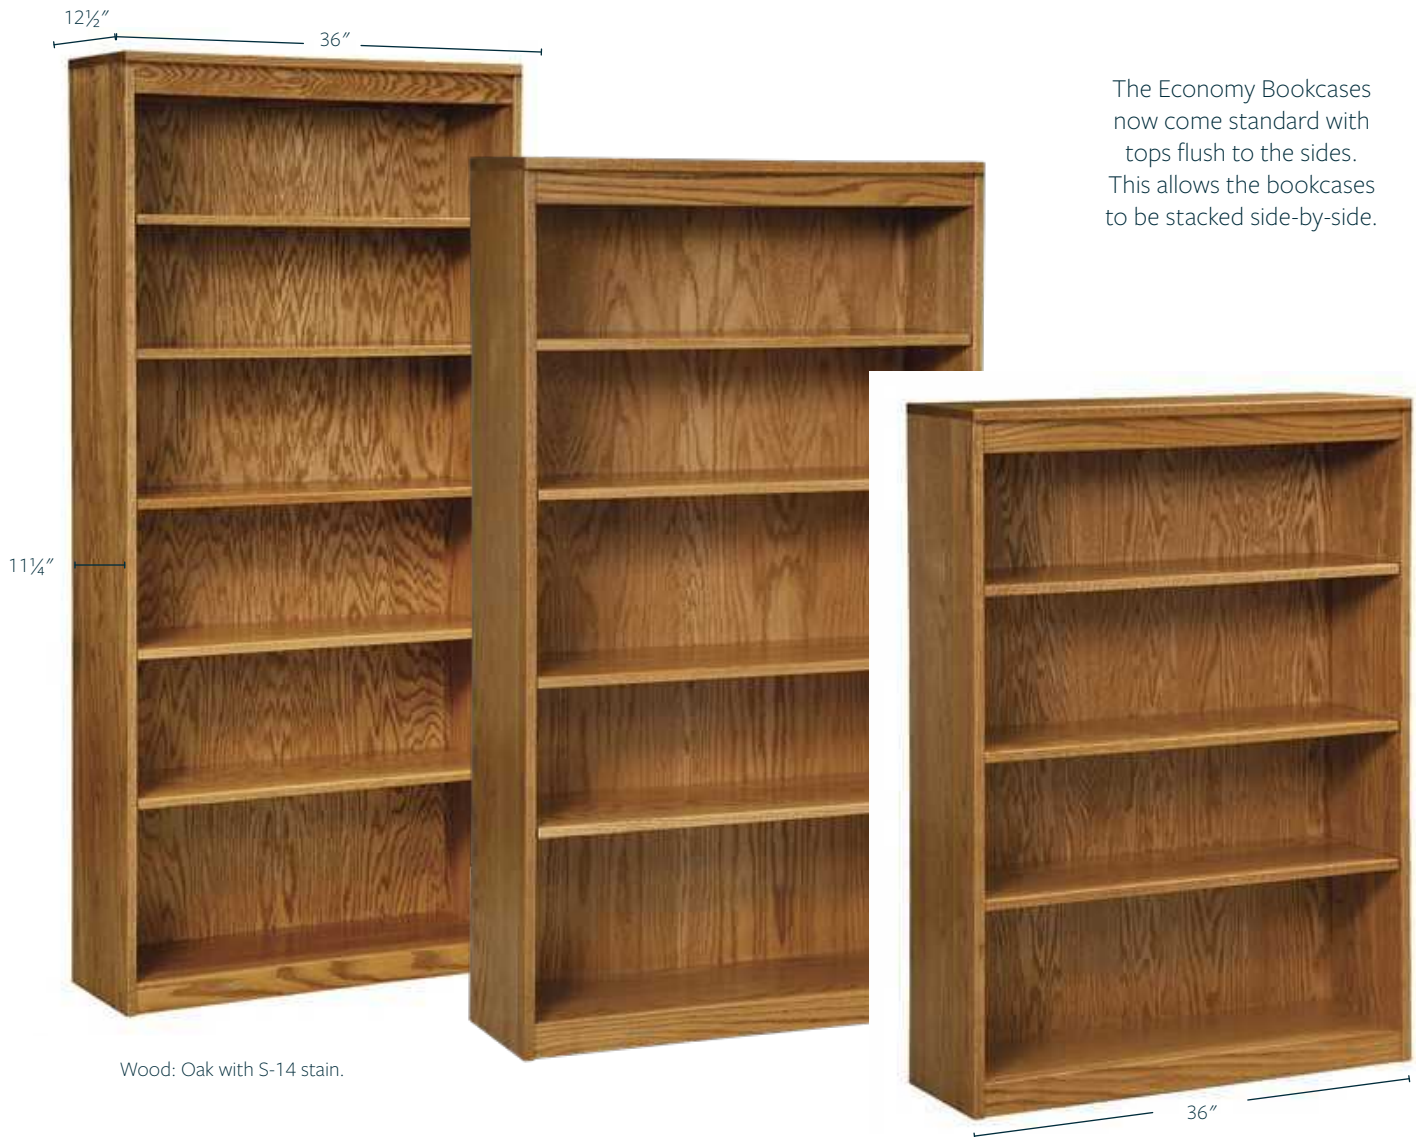 12½″
36″
The Economy Bookcases
now come standard with
tops flush to the sides.
This allows the bookcases
to be stacked side-by-side.
11¼″
Wood: Oak with S-14 stain.
36″